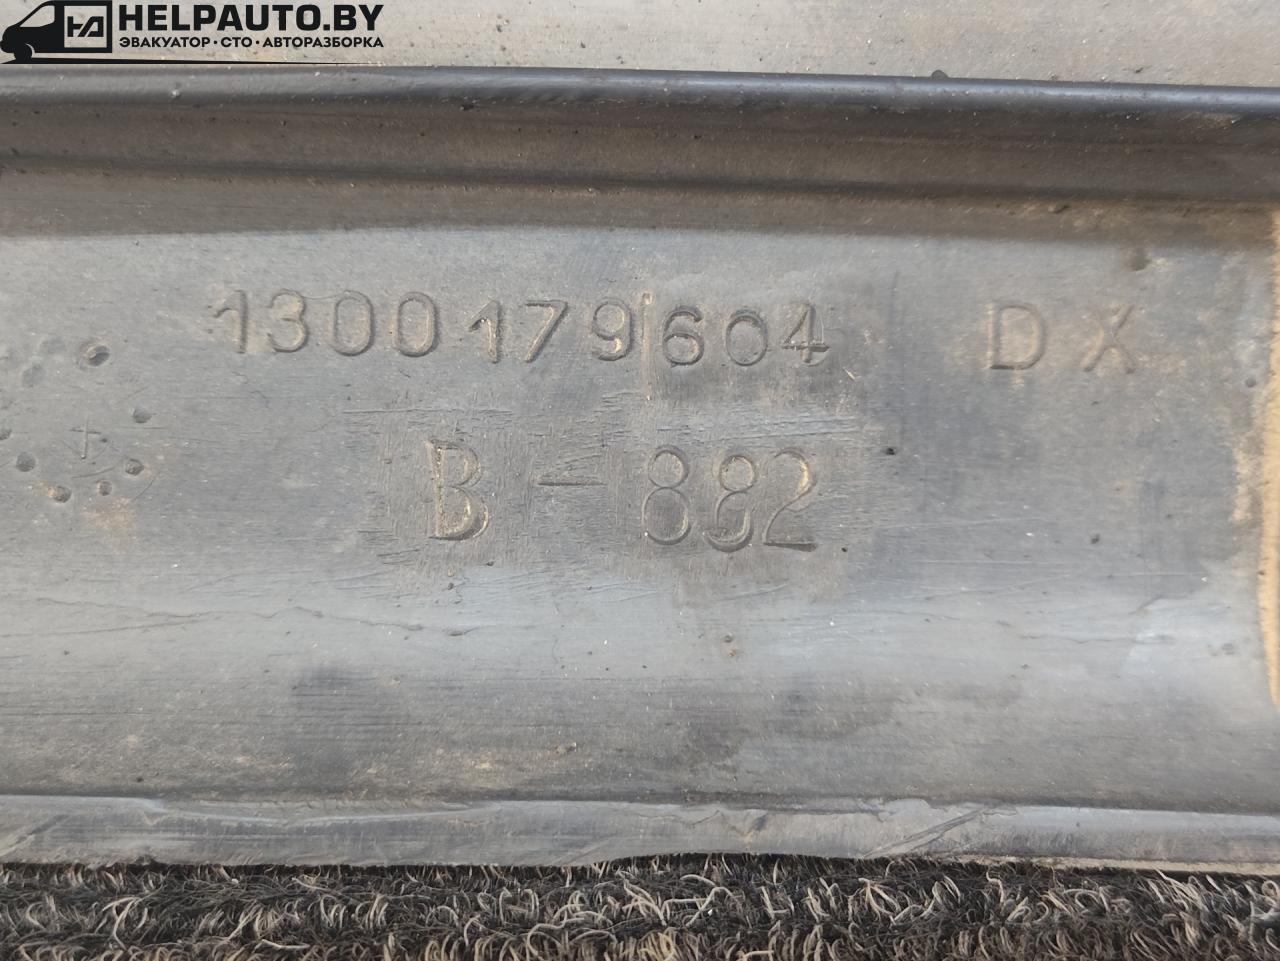 HELPAUTO.BY
ЭВАКУАТОР · СТО · АВТОРАЗБОРКА
1300179604 DX
B - 882